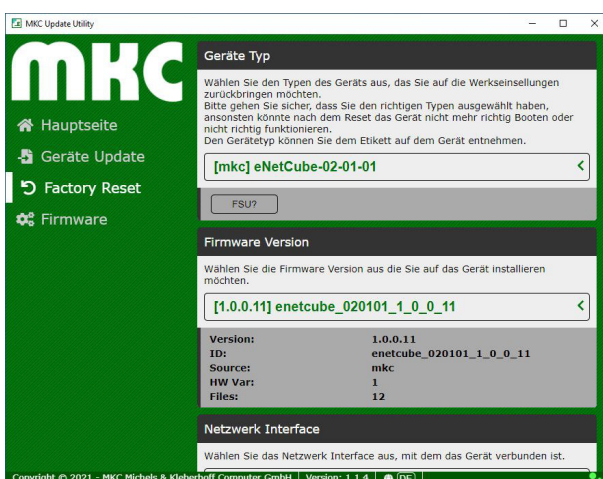 MKC Update Utility
MKC
Hauptseite
Geräte Update
Factory Reset
Firmware
Geräte Typ
Wählen Sie den Typen des Geräts aus, das Sie auf die Werkseinsellungen
zurückbringen möchten.
Bitte gehen Sie sicher, dass Sie den richtigen Typen ausgewählt haben,
ansonsten könnte nach dem Reset das Gerät nicht mehr richtig Booten oder
nicht richtig funktionieren.
Den Gerätetyp können Sie dem Etikett auf dem Gerät entnehmen.
[mkc] eNetCube-02-01-01
FSU?
Firmware Version
Wählen Sie die Firmware Version aus die Sie auf das Gerät installieren
möchten.
[1.0.0.11] enetcube_020101_1_0_0_11
Version: 1.0.0.11
ID: enetcube_020101_1_0_0_11
Source: mkc
HW Var: 1
Files: 12
Netzwerk Interface
Wählen Sie das Netzwerk Interface aus, mit dem das Gerät verbunden ist.
Copyright © 2021 - MKC Michels & Kleberhoff Computer GmbH | Version: 1.1.4 | DE